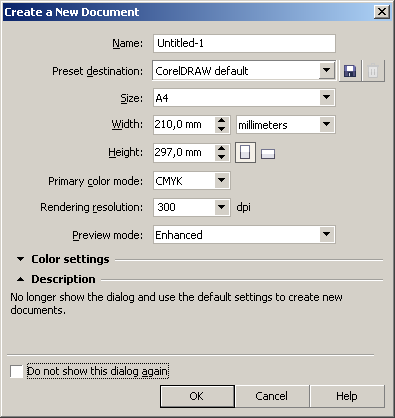 Create a New Document
Name: Untitled-1
Preset destination: CorelDRAW default
Size: A4
Width: 210,0 mm millimeters
Height: 297,0 mm
Primary color mode: CMYK
Rendering resolution: 300 dpi
Preview mode: Enhanced
Color settings
Description
No longer show the dialog and use the default settings to create new
documents.
Do not show this dialog again
OK Cancel Help